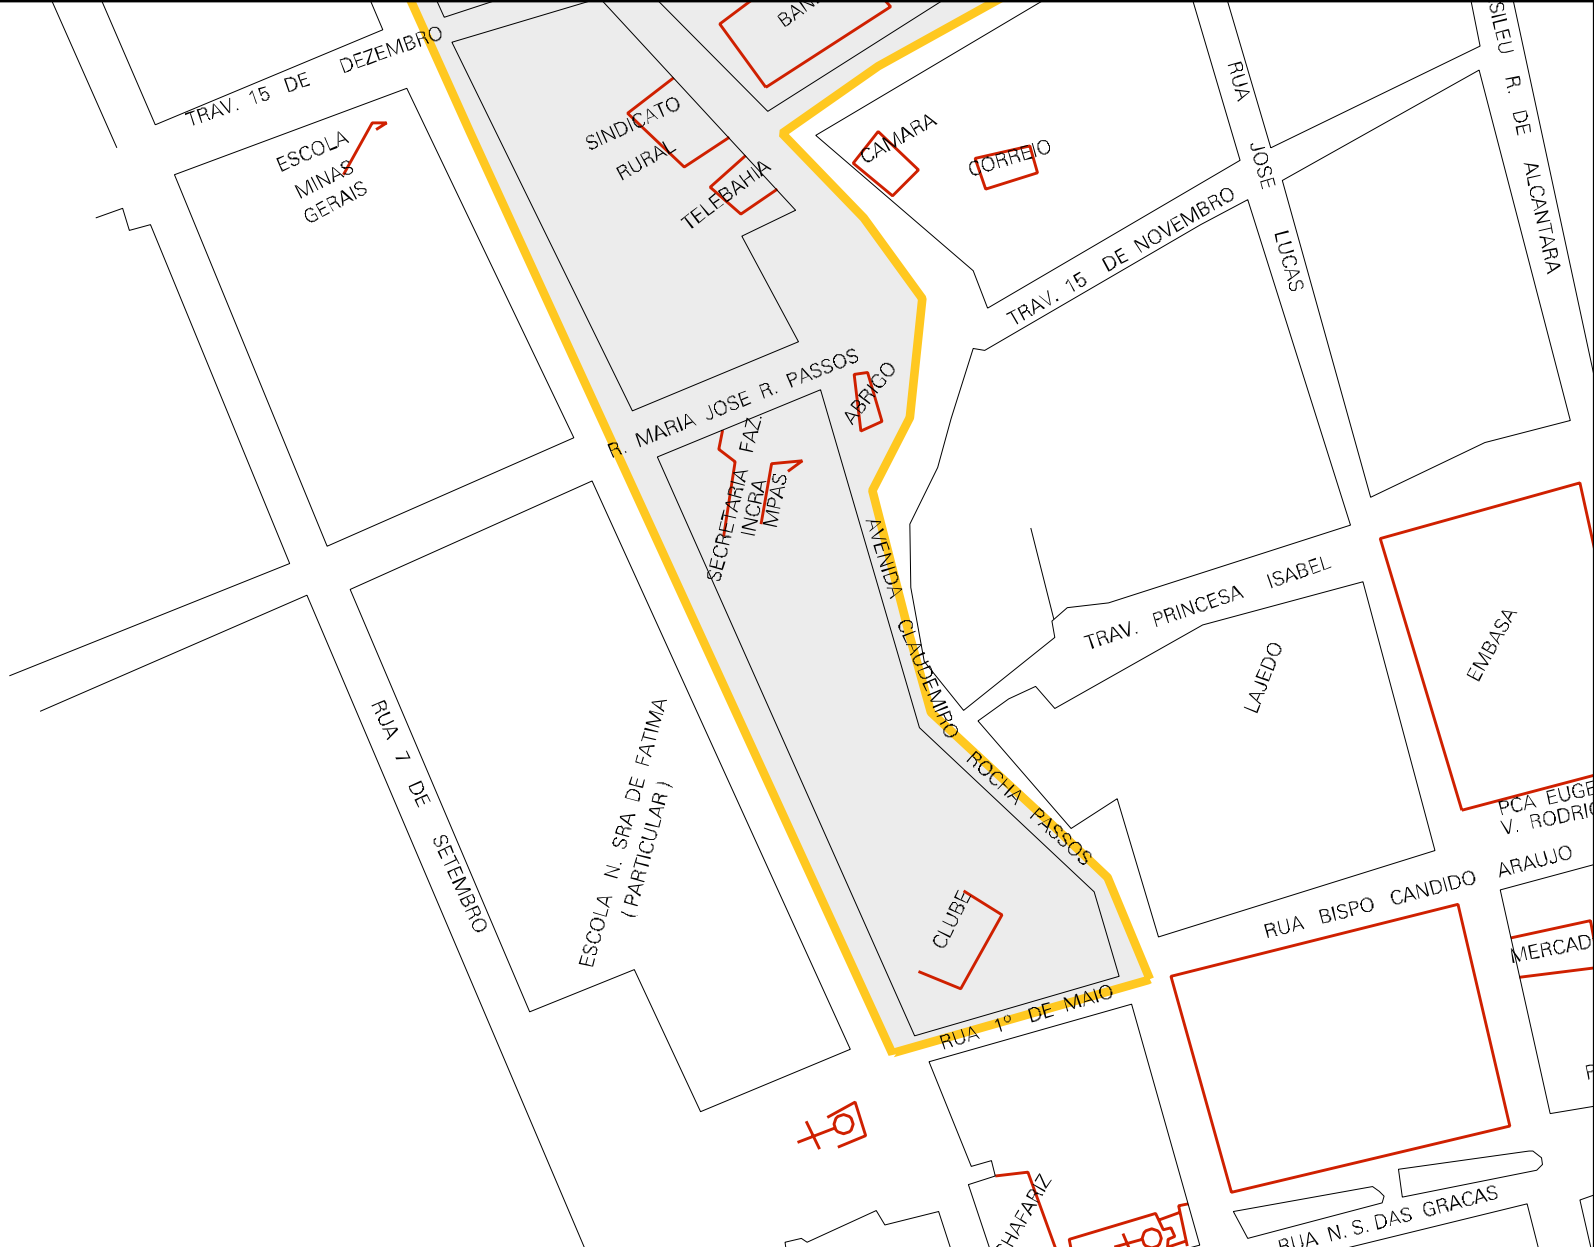 TRAV. 15 DE DEZEMBRO
ESCOLA
MINAS
GERAIS
SINDICATO
RURAL
TELEBAHIA
CAMARA
CORREIO
RUA JOSE LUCAS
R. DE ALCANTARA
TRAV. 15 DE NOVEMBRO
R. MARIA JOSE R. PASSOS
ABRIGO
SECRETARIA FAZ.
INCRA
MPAS
AVENIDA CLAUDEMIRO ROCHA PASSOS
TRAV. PRINCESA ISABEL
LAJEDO
EMBASA
RUA 7 DE SETEMBRO
ESCOLA N. SRA DE FATIMA
( PARTICULAR )
PCA EUGE
V. RODRIG
RUA BISPO CANDIDO ARAUJO
CLUBE
MERCAD
RUA 1º DE MAIO
CHAFARIZ
RUA N. S. DAS GRACAS